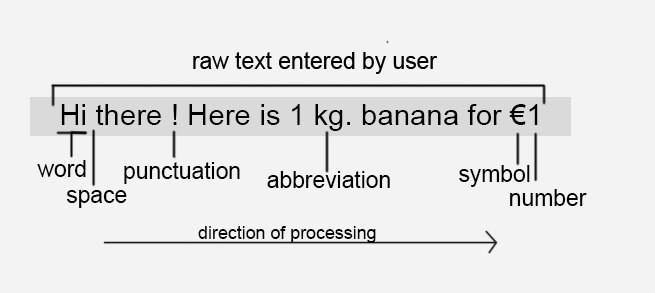 raw text entered by user
Hi there ! Here is 1 kg. banana for €1
word
space
punctuation
abbreviation
symbol
number
direction of processing